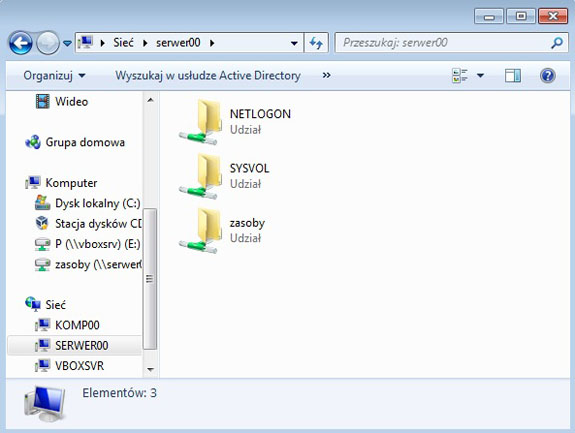 Sieć
serwer00
Przeszukaj: serwer00
Organizuj
Wyszukaj w usłudze Active Directory
»
Wideo
Grupa domowa
Komputer
Dysk lokalny (C:)
Stacja dysków CD
P (\\vboxsrv) (E:)
zasoby (\\serwer0
Sieć
KOMP00
SERWER00
VBOXSVR
NETLOGON
Udział
SYSVOL
Udział
zasoby
Udział
Elementów: 3